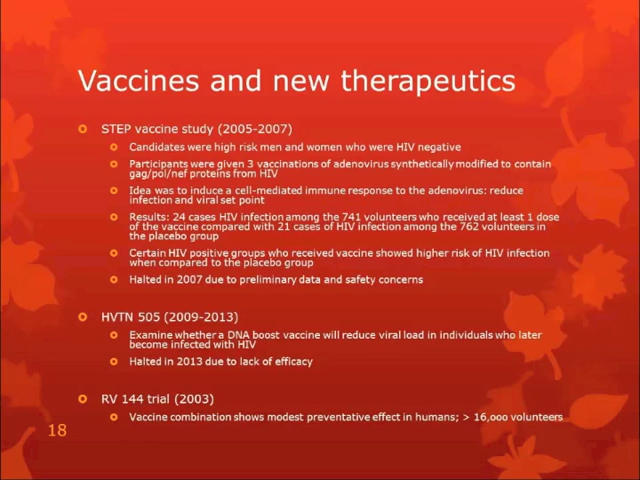 Vaccines and new therapeutics
STEP vaccine study (2005-2007)
Candidates were high risk men and women who were HIV negative
Participants were given 3 vaccinations of adenovirus synthetically modified to contain
gag/pol/nef proteins from HIV
Idea was to induce a cell-mediated immune response to the adenovirus: reduce
infection and viral set point
Results: 24 cases HIV infection among the 741 volunteers who received at least 1 dose
of the vaccine compared with 21 cases of HIV infection among the 762 volunteers in
the placebo group
Certain HIV positive groups who received vaccine showed higher risk of HIV infection
when compared to the placebo group
Halted in 2007 due to preliminary data and safety concerns
HVTN 505 (2009-2013)
Examine whether a DNA boost vaccine will reduce viral load in individuals who later
become infected with HIV
Halted in 2013 due to lack of efficacy
RV 144 trial (2003)
Vaccine combination shows modest preventative effect in humans; > 16,ooo volunteers
18